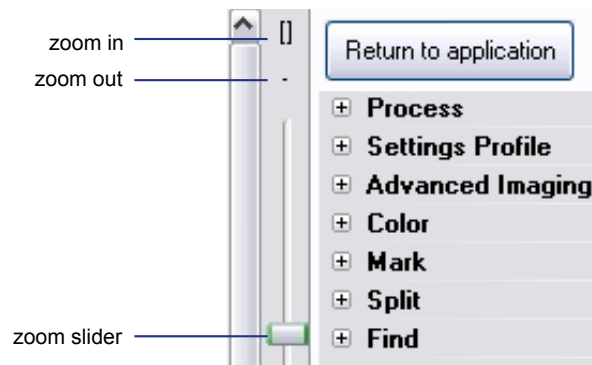 zoom in
[]
zoom out
-
Return to application
Process
Settings Profile
Advanced Imaging
Color
Mark
Split
zoom slider
Find